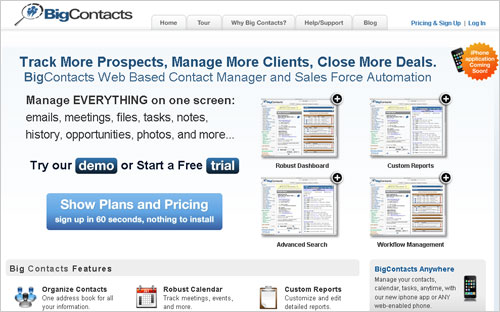 BigContacts
Home Tour Why Big Contacts? Help/Support Blog
Pricing & Sign Up | Log In
Track More Prospects, Manage More Clients, Close More Deals.
BigContacts Web Based Contact Manager and Sales Force Automation
iPhone
application
Coming
Soon!
Manage EVERYTHING on one screen:
emails, meetings, files, tasks, notes,
history, opportunities, photos, and more...
Try our demo or Start a Free trial
Show Plans and Pricing
sign up in 60 seconds, nothing to install
Robust Dashboard
Custom Reports
Advanced Search
Workflow Management
Big Contacts Features
Organize Contacts
One address book for all
your information.
Robust Calendar
Track meetings, events,
and more.
Custom Reports
Customize and edit
detailed reports.
BigContacts Anywhere
Manage your contacts,
calendar, tasks, anytime, with
our new iphone app or ANY
web-enabled phone.